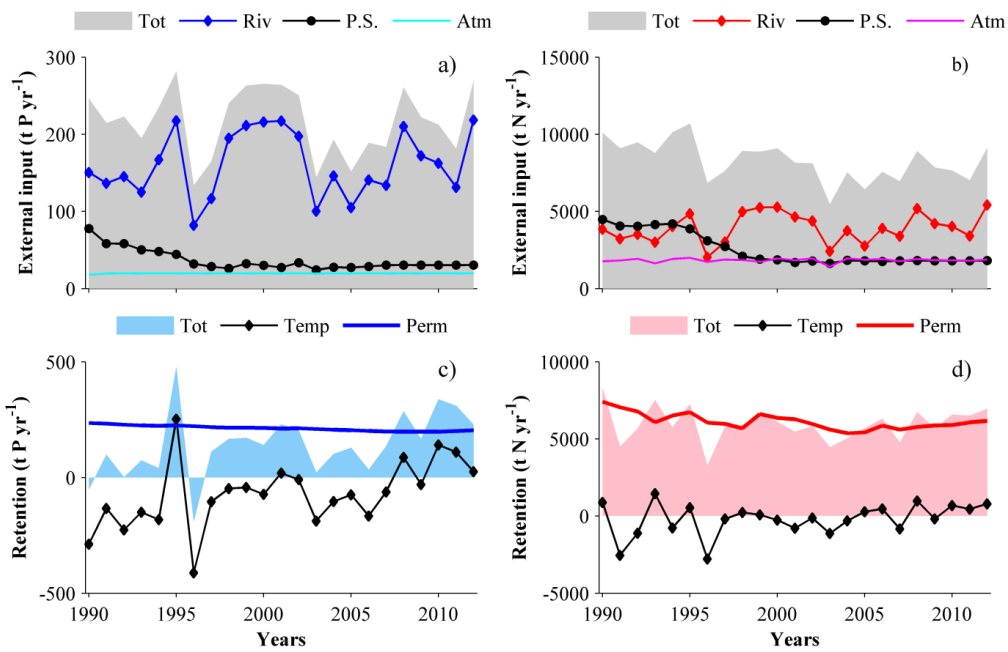 Tot Riv P.S. Atm
Tot Riv P.S. Atm
300
200
100
0
External input (t P yr-1)
a)
15000
10000
5000
0
External input (t N yr-1)
b)
Tot Temp Perm
Tot Temp Perm
500
0
-500
Retention (t P yr-1)
c)
1990 1995 2000 2005 2010
Years
10000
5000
0
-5000
Retention (t N yr-1)
d)
1990 1995 2000 2005 2010
Years